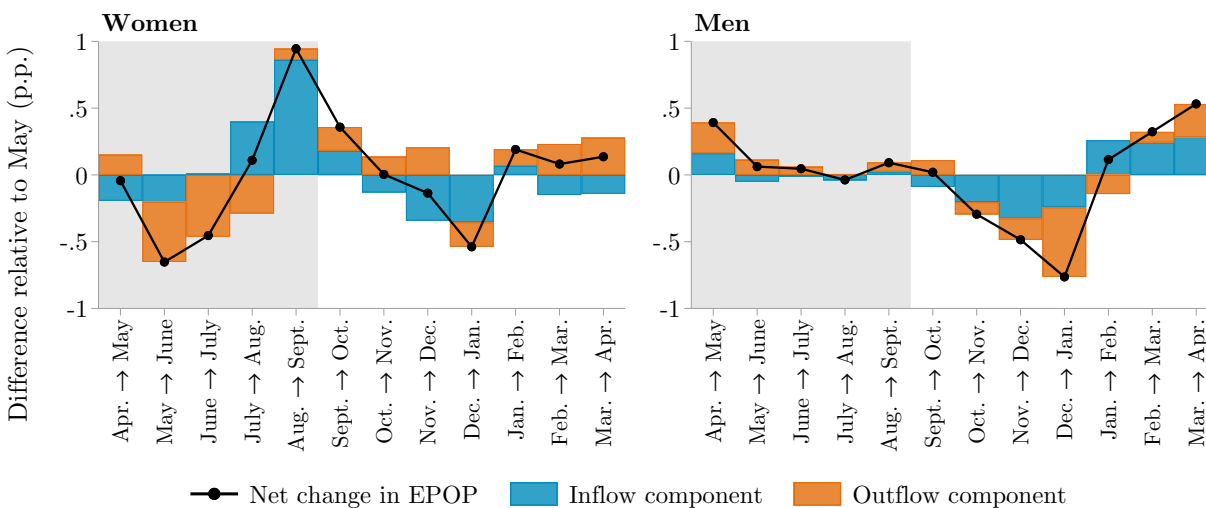 Women
Men
Difference relative to May (p.p.)
1
.5
0
-.5
-1
1
.5
0
-.5
-1
Apr. → May
May → June
June → July
July → Aug.
Aug. → Sept.
Sept. → Oct.
Oct. → Nov.
Nov. → Dec.
Dec. → Jan.
Jan. → Feb.
Feb. → Mar.
Mar. → Apr.
Apr. → May
May → June
June → July
July → Aug.
Aug. → Sept.
Sept. → Oct.
Oct. → Nov.
Nov. → Dec.
Dec. → Jan.
Jan. → Feb.
Feb. → Mar.
Mar. → Apr.
Net change in EPOP
Inflow component
Outflow component